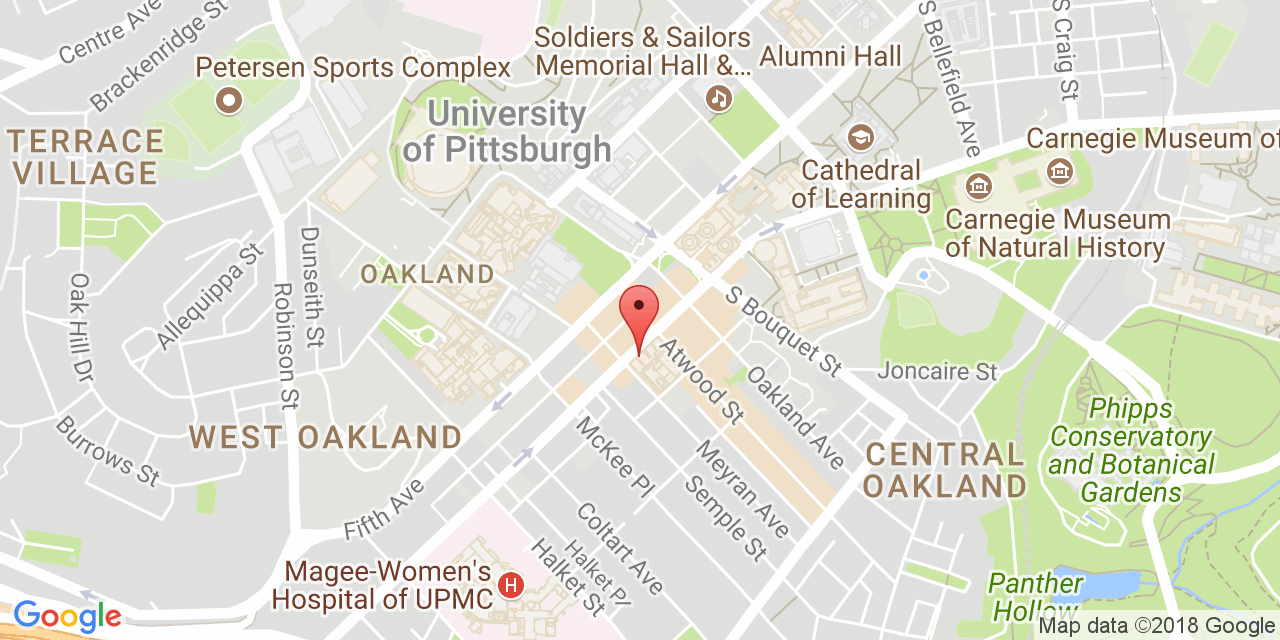 Centre Ave
Brackenridge St
Petersen Sports Complex
Soldiers & Sailors
Memorial Hall &...
Alumni Hall
S Bellefield Ave
S Craig St
University
of Pittsburgh
TERRACE
VILLAGE
Cathedral
of Learning
Carnegie Museum of
Carnegie Museum
of Natural History
OAKLAND
Allequippa St
Dunseith St
Robinson St
Oak Hill Dr
Burrows St
WEST OAKLAND
S Bouquet St
Atwood St
Oakland Ave
Joncaire St
Phipps
Conservatory
and Botanical
Gardens
CENTRAL
OAKLAND
McKee Pl
Meyran Ave
Semple St
Fifth Ave
Coltart Ave
Halket Pl
Halket St
Magee-Women's
Hospital of UPMC
H
Panther
Hollow
Google
Map data ©2018 Google